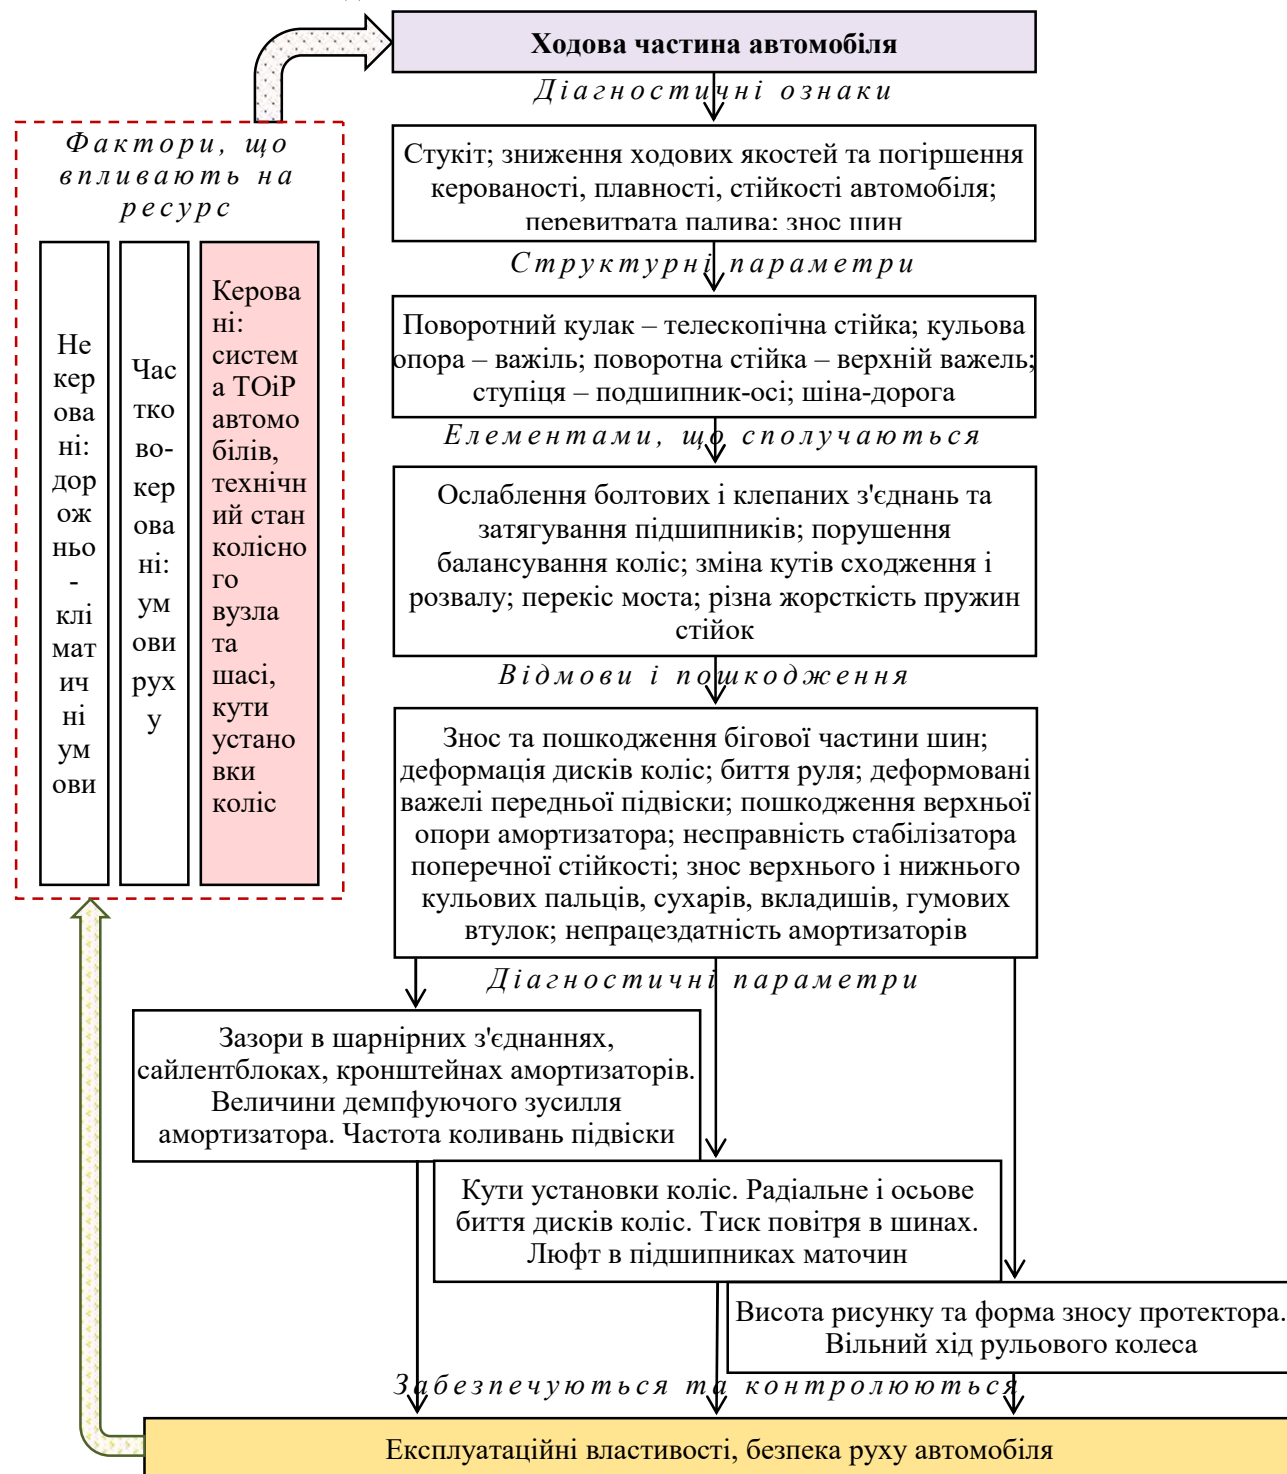 Ходова частина автомобіля
Діагностичні ознаки
Стукіт; зниження ходових якостей та погіршення
керованості, плавності, стійкості автомобіля;
перевитрата палива; знос шин
Структурні параметри
Поворотний кулак – телескопічна стійка; кульова
опора – важіль; поворотна стійка – верхній важель;
ступіця – подшипник-осі; шіна-дорога
Елементами, що сполучаються
Ослаблення болтових і клепаних з'єднань та
затягування підшипників; порушення
балансування коліс; зміна кутів сходження і
розвалу; перекіс моста; різна жорсткість пружин
стійок
Відмови і пошкодження
Знос та пошкодження бігової частини шин;
деформація дисків коліс; биття руля; деформовані
важелі передньої підвіски; пошкодження верхньої
опори амортизатора; несправність стабілізатора
поперечної стійкості; знос верхнього і нижнього
кульових пальців, сухарів, вкладишів, гумових
втулок; непрацездатність амортизаторів
Діагностичні параметри
Зазори в шарнірних з'єднаннях,
сайлентблоках, кронштейнах амортизаторів.
Величини демпфуючого зусилля
амортизатора. Частота коливань підвіски
Кути установки коліс. Радіальне і осьове
биття дисків коліс. Тиск повітря в шинах.
Люфт в підшипниках маточин
Висота рисунку та форма зносу протектора.
Вільний хід рульового колеса
Забезпечуються та контролюються
Експлуатаційні властивості, безпека руху автомобіля
Фактори, що
впливають на
ресурс
Не
кер
ова
ні:
дор
ожн
ьо
-
клі
мат
ич
ні
ум
ови
Час
тко
во-
кер
ова
ні:
ум
ови
рух
у
Керова
ні:
систем
а ТОіР
автомо
білів,
технічн
ий стан
колісно
го
вузла
та
шасі,
кути
устано
вки
коліс